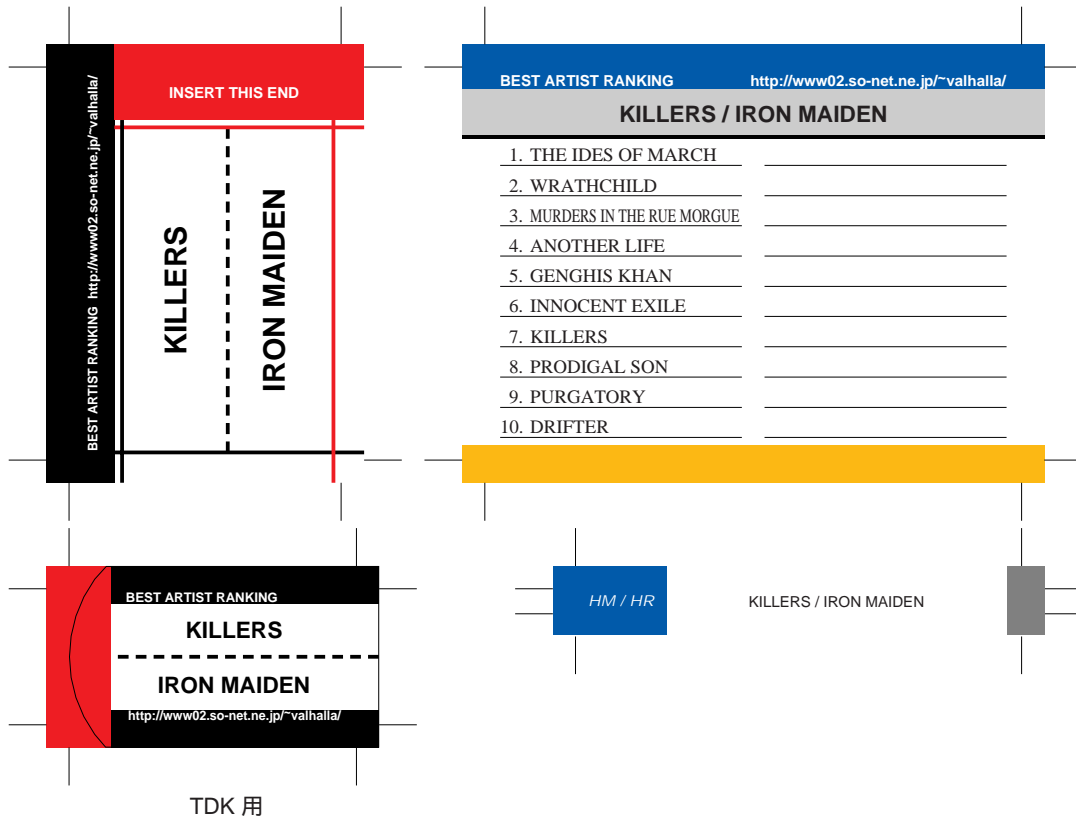 INSERT THIS END
BEST ARTIST RANKING http://www02.so-net.ne.jp/~valhalla/
KILLERS
IRON MAIDEN
BEST ARTIST RANKING http://www02.so-net.ne.jp/~valhalla/
KILLERS / IRON MAIDEN
1. THE IDES OF MARCH
2. WRATHCHILD
3. MURDERS IN THE RUE MORGUE
4. ANOTHER LIFE
5. GENGHIS KHAN
6. INNOCENT EXILE
7. KILLERS
8. PRODIGAL SON
9. PURGATORY
10. DRIFTER
BEST ARTIST RANKING
KILLERS
IRON MAIDEN
http://www02.so-net.ne.jp/~valhalla/
TDK 用
HM / HR
KILLERS / IRON MAIDEN